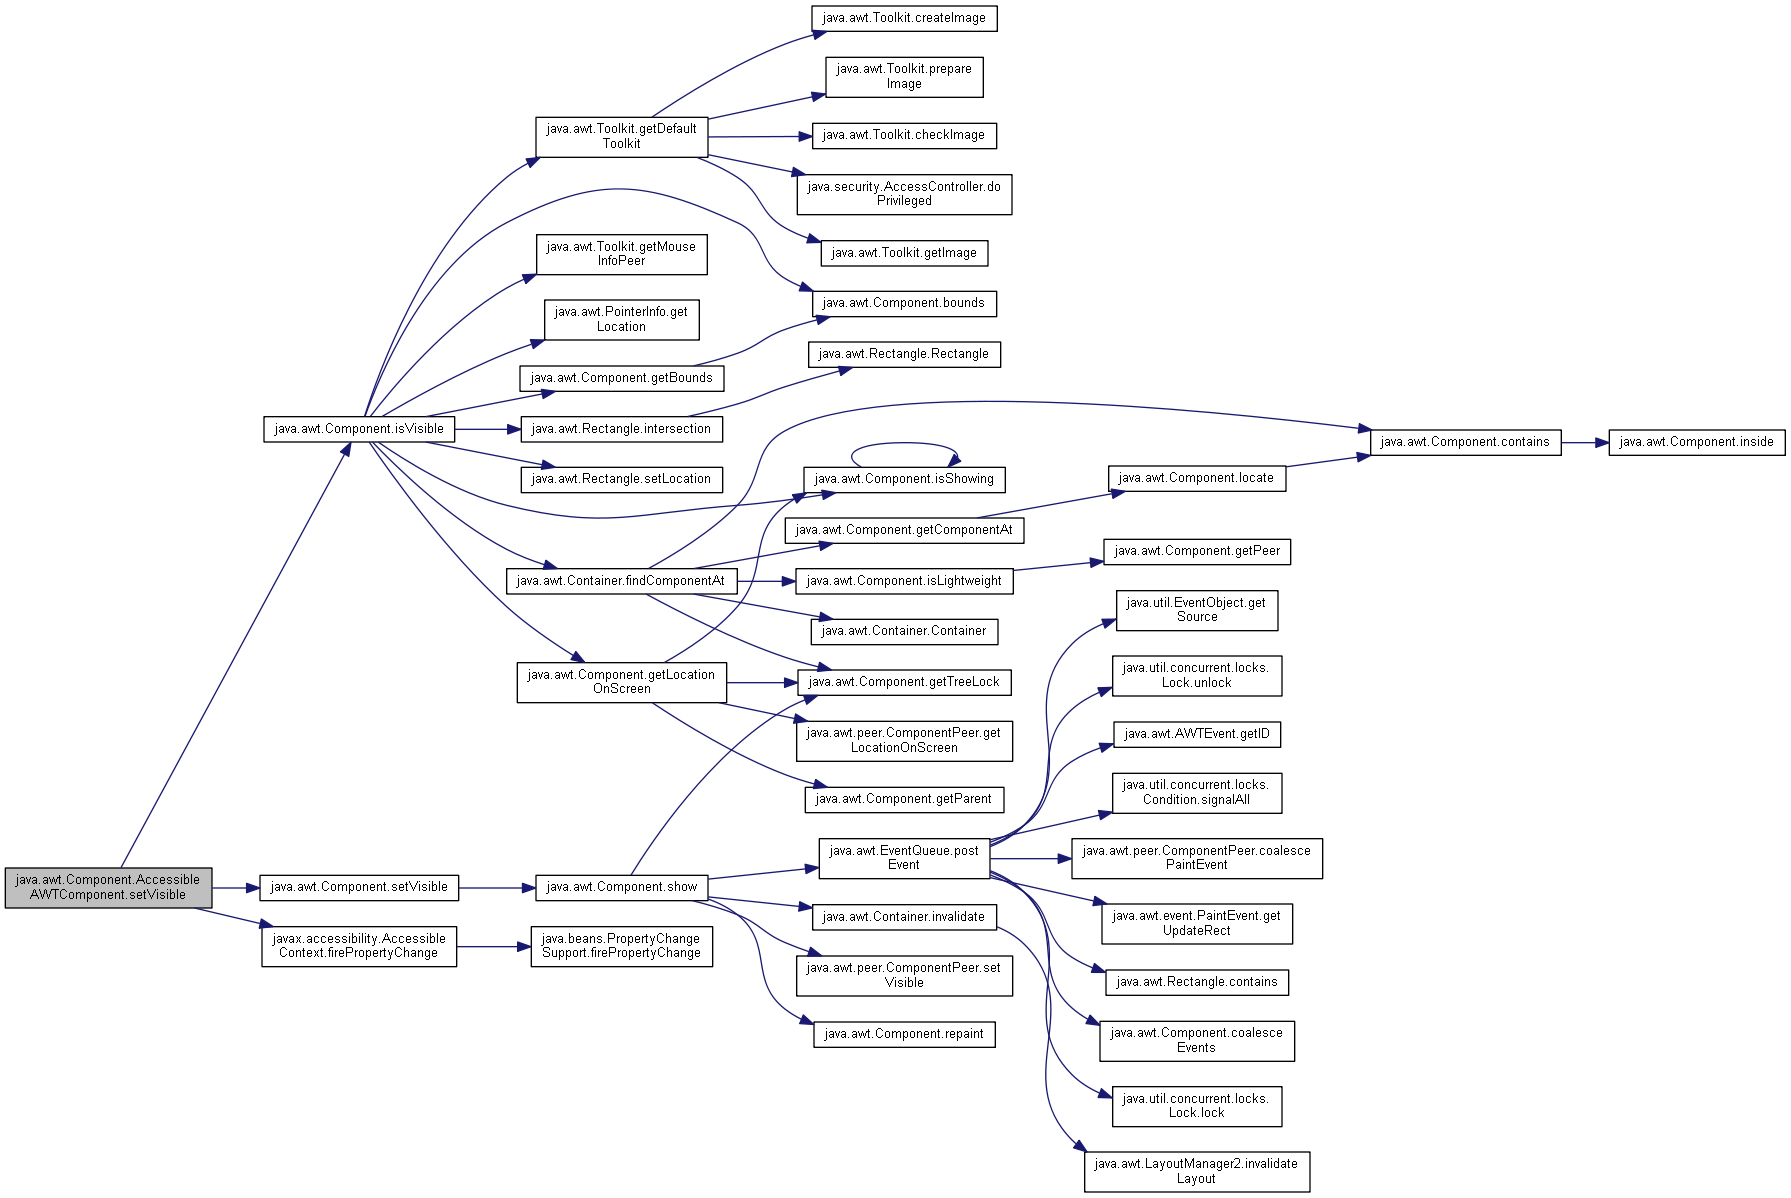 java.awt.Toolkit.createImage
java.awt.Toolkit.prepare
Image
java.awt.Toolkit.getDefault
Toolkit
java.awt.Toolkit.checkImage
java.security.AccessController.do
Privileged
java.awt.Toolkit.getMouse
InfoPeer
java.awt.Toolkit.getImage
java.awt.PointerInfo.get
Location
java.awt.Component.bounds
java.awt.Rectangle.Rectangle
java.awt.Component.getBounds
java.awt.Component.isVisible
java.awt.Rectangle.intersection
java.awt.Component.contains
java.awt.Component.inside
java.awt.Rectangle.setLocation
java.awt.Component.isShowing
java.awt.Component.locate
java.awt.Component.getComponentAt
java.awt.Component.getPeer
java.awt.Container.findComponentAt
java.awt.Component.isLightweight
java.util.EventObject.get
Source
java.awt.Container.Container
java.awt.Component.getLocation
OnScreen
java.awt.Component.getTreeLock
java.util.concurrent.locks.
Lock.unlock
java.awt.peer.ComponentPeer.get
LocationOnScreen
java.awt.AWTEvent.getID
java.awt.Component.getParent
java.util.concurrent.locks.
Condition.signalAll
java.awt.EventQueue.post
Event
java.awt.peer.ComponentPeer.coalesce
PaintEvent
java.awt.Component.Accessible
AWTComponent.setVisible
java.awt.Component.setVisible
java.awt.Component.show
java.awt.Container.invalidate
java.awt.event.PaintEvent.get
UpdateRect
javax.accessibility.Accessible
Context.firePropertyChange
java.beans.PropertyChange
Support.firePropertyChange
java.awt.peer.ComponentPeer.set
Visible
java.awt.Rectangle.contains
java.awt.Component.repaint
java.awt.Component.coalesce
Events
java.util.concurrent.locks.
Lock.lock
java.awt.LayoutManager2.invalidate
Layout